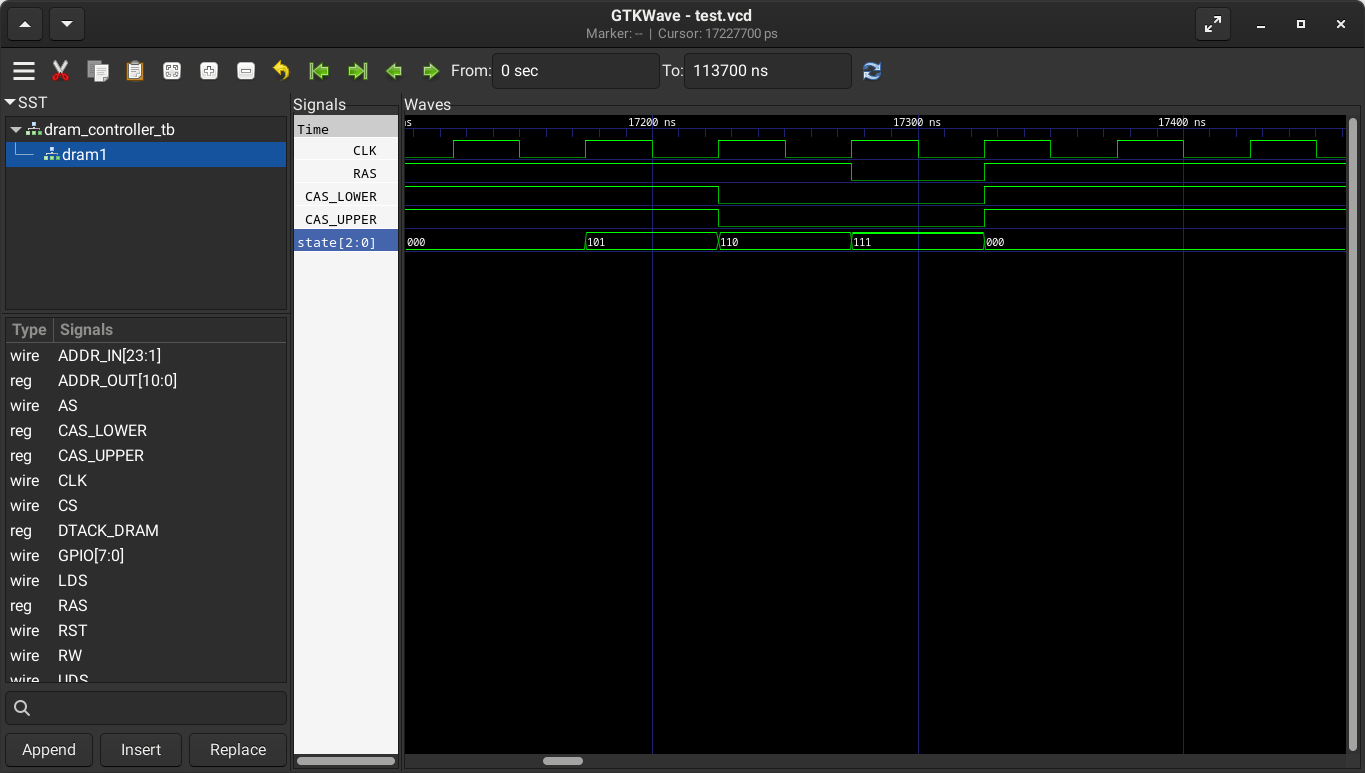 GTKWave - test.vcd
Marker: -- | Cursor: 17227700 ps
From: 0 sec To: 113700 ns
SST
dram_controller_tb
dram1
Type Signals
wire ADDR_IN[23:1]
reg ADDR_OUT[10:0]
wire AS
reg CAS_LOWER
reg CAS_UPPER
wire CLK
wire CS
reg DTACK_DRAM
wire GPIO[7:0]
wire LDS
reg RAS
wire RST
wire RW
wire UDS
Append Insert Replace
Signals
Time
CLK
RAS
CAS_LOWER
CAS_UPPER
state[2:0]
Waves
ns 17200 ns 17300 ns 17400 ns
000 101 110 111 000